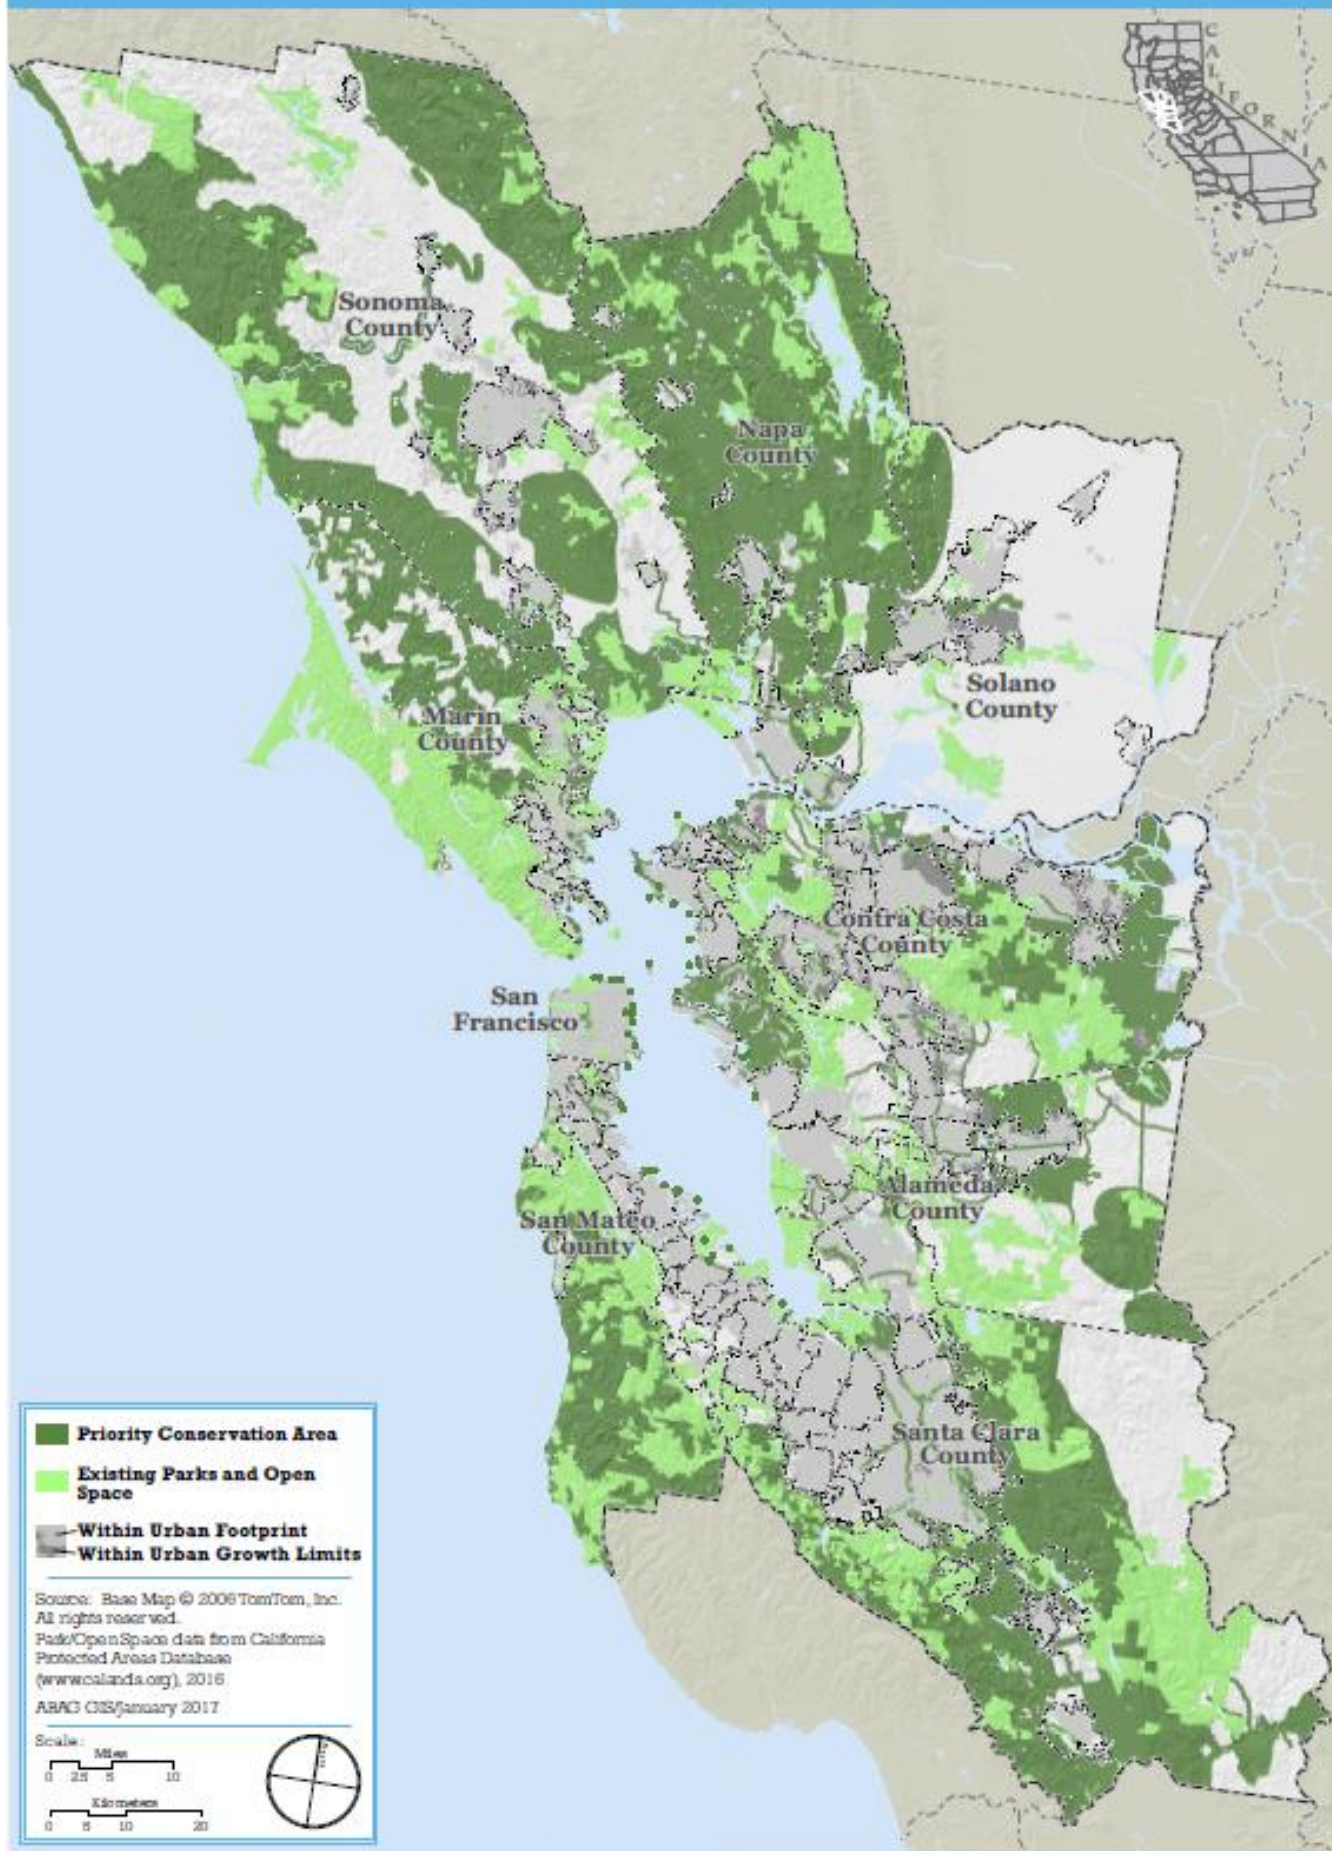 CALIFORNIA
Sonoma
County
Napa
County
Solano
County
Marin
County
Contra Costa
County
San
Francisco
Alameda
County
San Mateo
County
Santa Clara
County
Priority Conservation Area
Existing Parks and Open
Space
Within Urban Footprint
Within Urban Growth Limits
Source: Base Map © 2006 TomTom, Inc.
All rights reserved.
Park/Open Space data from California
Protected Areas Database
(www.calands.org), 2016
ABAG GIS/January 2017
Scale:
Miles
0 2.5 5 10
Kilometers
0 5 10 20